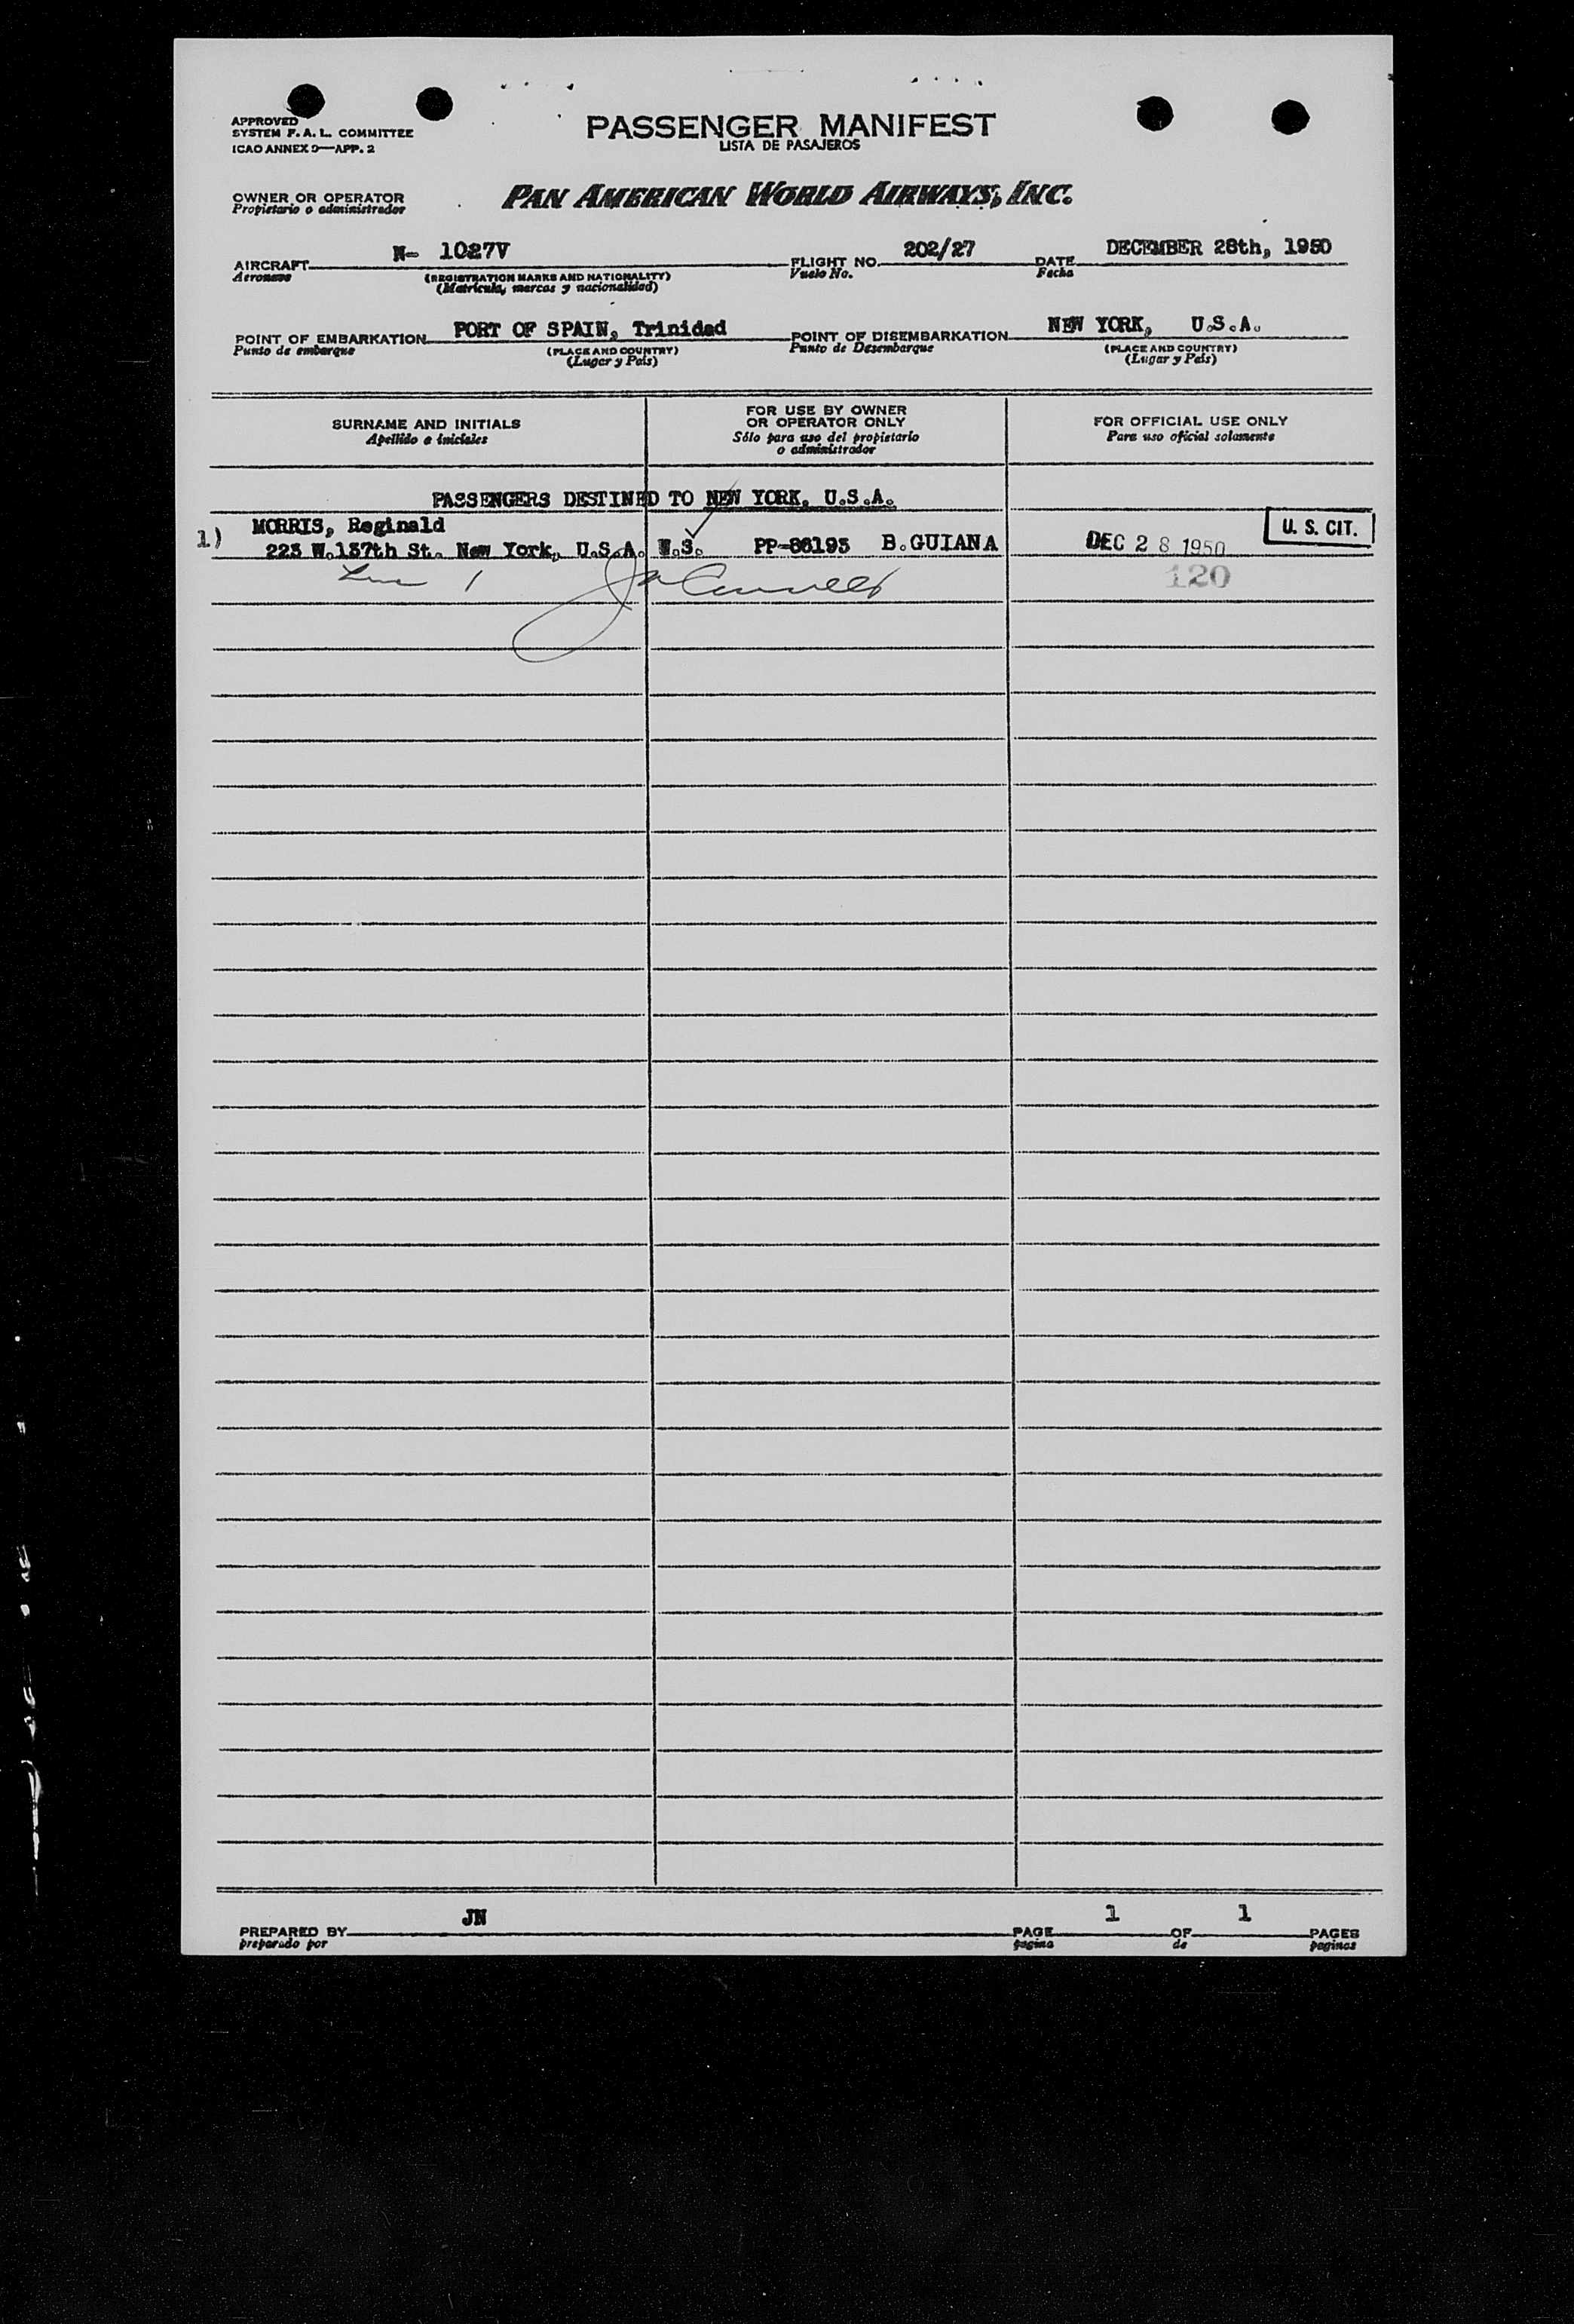 APPROVED
SYSTEM F.A.L. COMMITTEE
ICAO ANNEX 9—APP. 2
PASSENGER MANIFEST
LISTA DE PASAJEROS
OWNER OR OPERATOR
Propietario o administrador
PAN AMERICAN WORLD AIRWAYS, INC.
AIRCRAFT N- 1027V FLIGHT NO. 202/27 DATE DECEMBER 28th, 1950
Aeronave (REGISTRATION MARKS AND NATIONALITY) Vuelo No. Fecha
(Matricula, marcas y nacionalidad)
POINT OF EMBARKATION PORT OF SPAIN, Trinidad POINT OF DISEMBARKATION NEW YORK, U.S.A.
Punto de embarque (PLACE AND COUNTRY) Punto de Desembarque (PLACE AND COUNTRY)
(Lugar y País) (Lugar y País)
SURNAME AND INITIALS
Apellido e iniciales
FOR USE BY OWNER
OR OPERATOR ONLY
Sólo para uso del propietario
o administrador
FOR OFFICIAL USE ONLY
Para uso oficial solamente
PASSENGERS DESTINED TO NEW YORK, U.S.A.
1) MORRIS, Reginald U. S. CIT.
223 W.137th St. New York, U.S.A. PP-86193 B.GUIANA DEC 28 1950
120
PREPARED BY JN PAGE 1 OF 1 PAGES
preparado por pagina de paginas